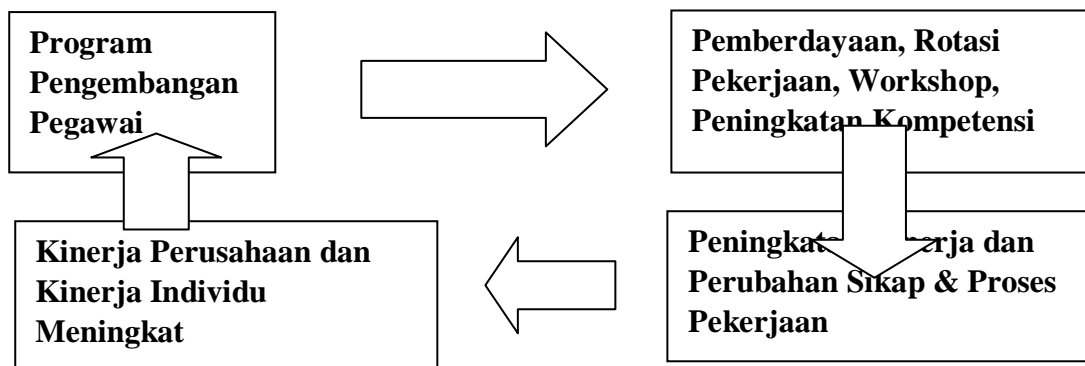 Program
Pengembangan
Pegawai
Pemberdayaan, Rotasi
Pekerjaan, Workshop,
Peningkatan Kompetensi
Kinerja Perusahaan dan
Kinerja Individu
Meningkat
dan
Perubahan Sikap & Proses
Pekerjaan